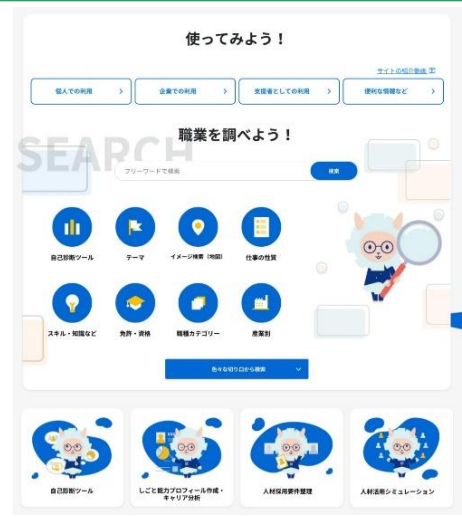 使ってみよう！
サイトの紹介動画
個人での利用
企業での利用
支援者としての利用
便利な情報など
SEARCH
職業を調べよう！
フリーワードで検索
検索
自己診断ツール
テーマ
イメージ検索（地図）
仕事の性質
スキル・知識など
免許・資格
職種カテゴリー
産業別
色々な切り口から検索
自己診断ツール
しごと能力プロフィール作成・
キャリア分析
人材採用要件整理
人材活用シミュレーション